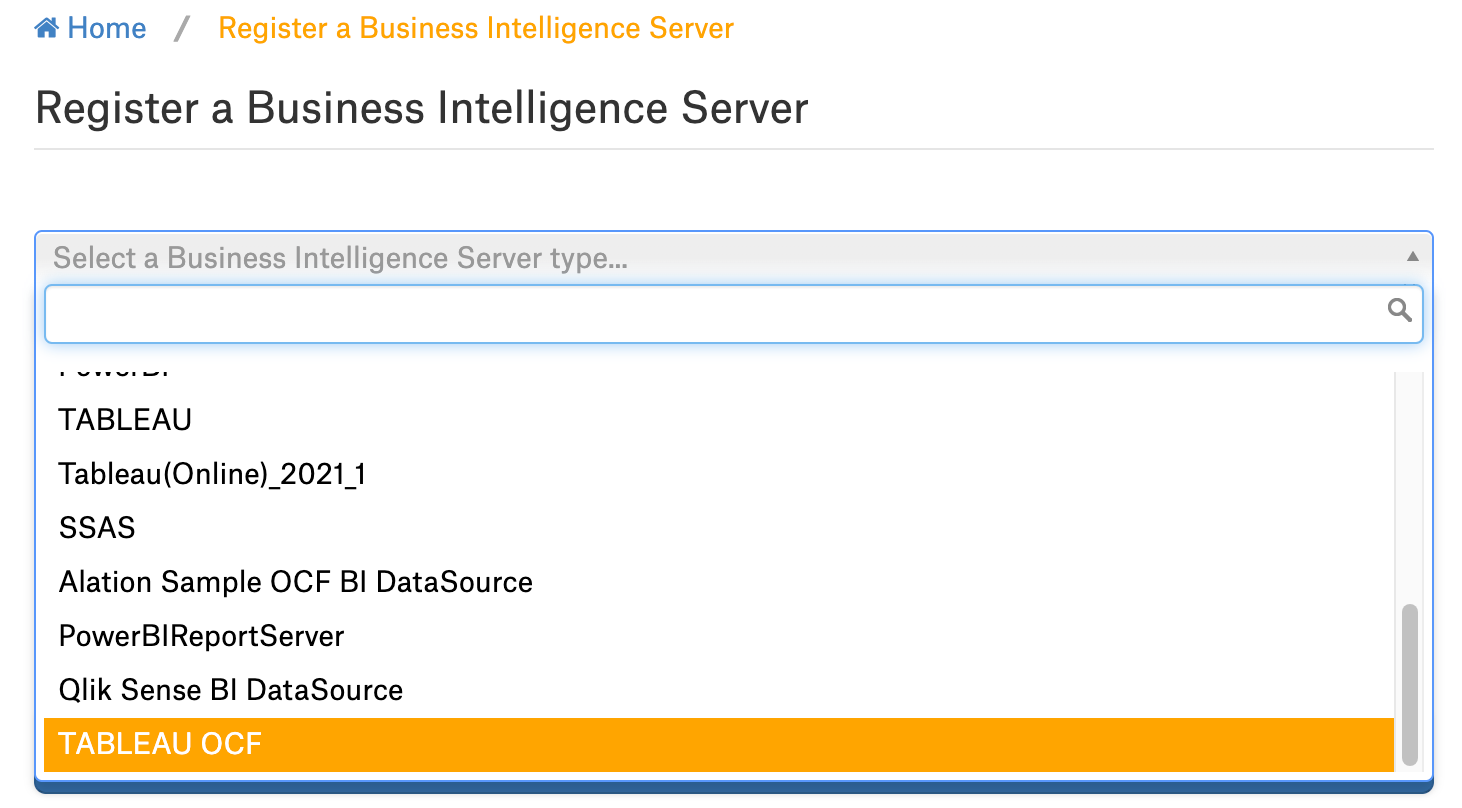 Home / Register a Business Intelligence Server
Register a Business Intelligence Server
Select a Business Intelligence Server type...
PowerBI
TABLEAU
Tableau(Online)_2021_1
SSAS
Alation Sample OCF BI DataSource
PowerBIReportServer
Qlik Sense BI DataSource
TABLEAU OCF